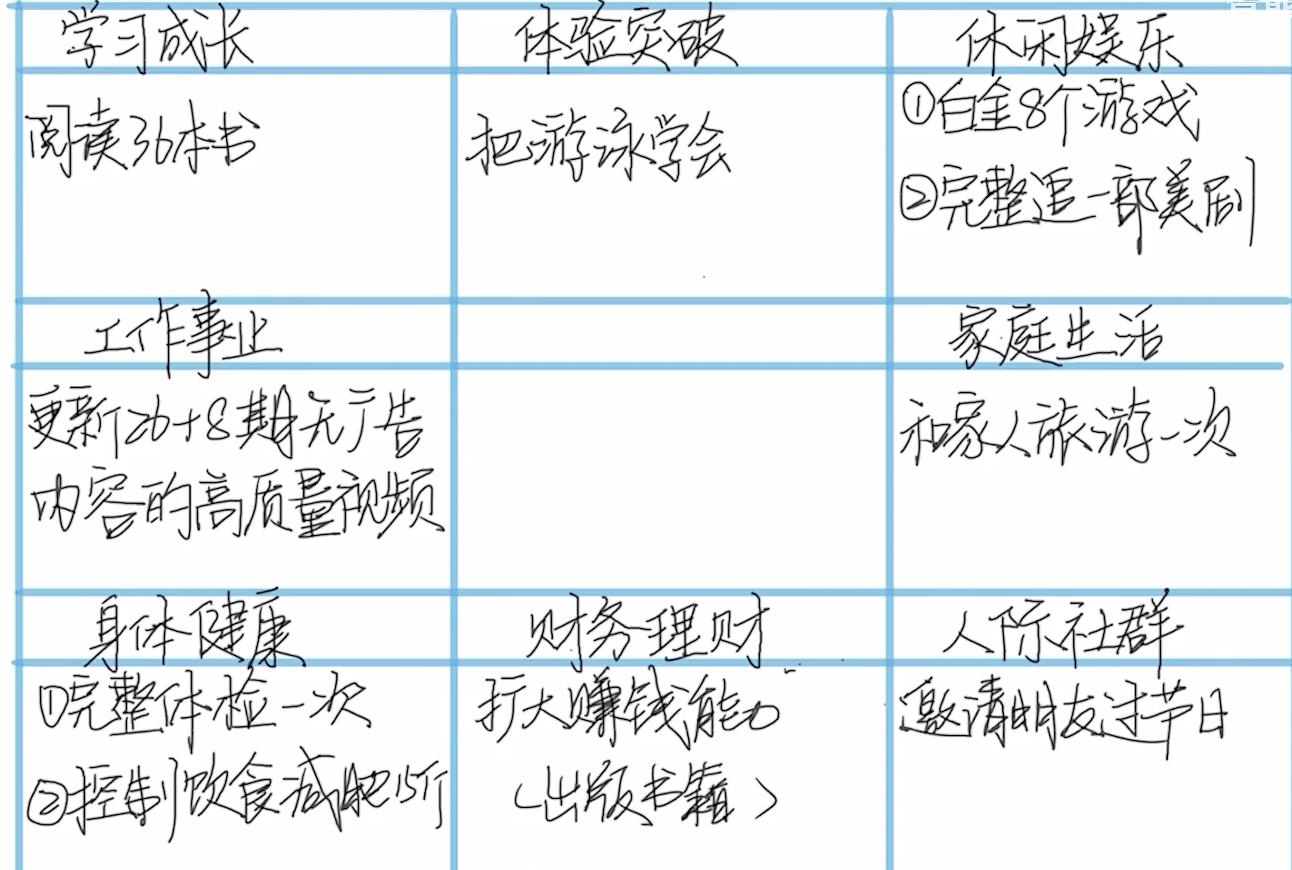 学习成长 体验突破 休闲娱乐
阅读36本书
把游泳学会
①白金8个游戏
②完整追一部美剧
工作事业 家庭生活
更新26+8期无广告
内容的高质量视频
和家人旅游一次
身体健康 财务理财 人际社群
①完整体检一次
②控制饮食减肥15斤
扩大赚钱能力
(出版书籍)
邀请朋友过节日